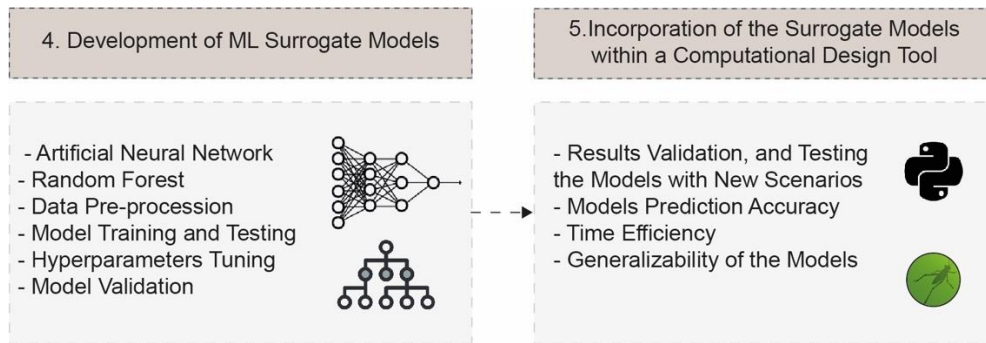 4. Development of ML Surrogate Models
5.Incorporation of the Surrogate Models
within a Computational Design Tool
- Artificial Neural Network
- Random Forest
- Data Pre-procession
- Model Training and Testing
- Hyperparameters Tuning
- Model Validation
- Results Validation, and Testing
the Models with New Scenarios
- Models Prediction Accuracy
- Time Efficiency
- Generalizability of the Models